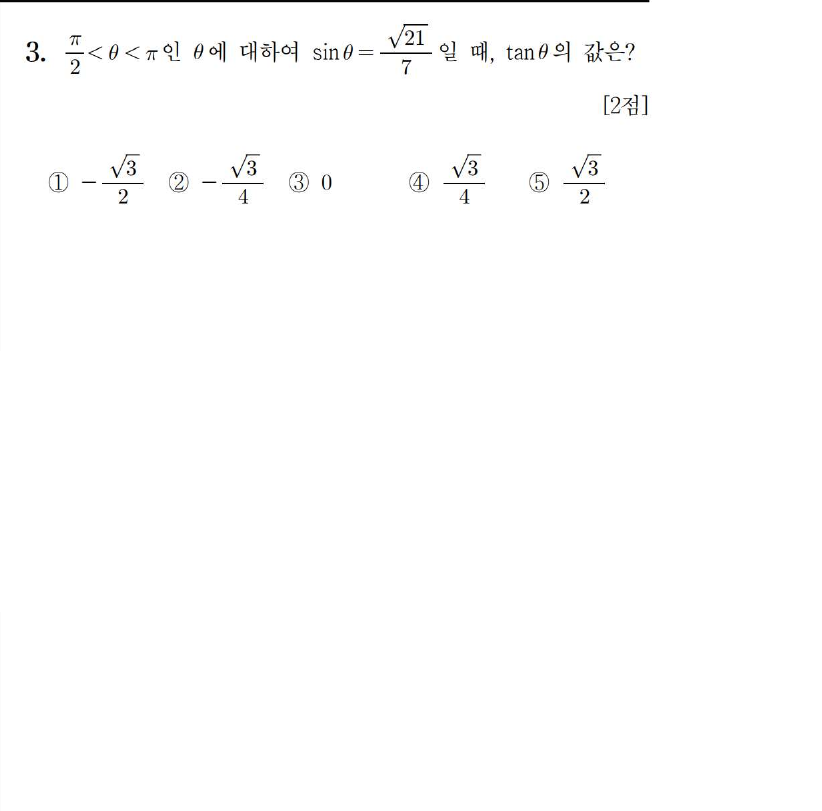 3. π/2 < θ < π 인 θ에 대하여 sinθ = √21/7 일 때, tanθ의 값은?
[2점]
① −√3/2 ② −√3/4 ③ 0 ④ √3/4 ⑤ √3/2